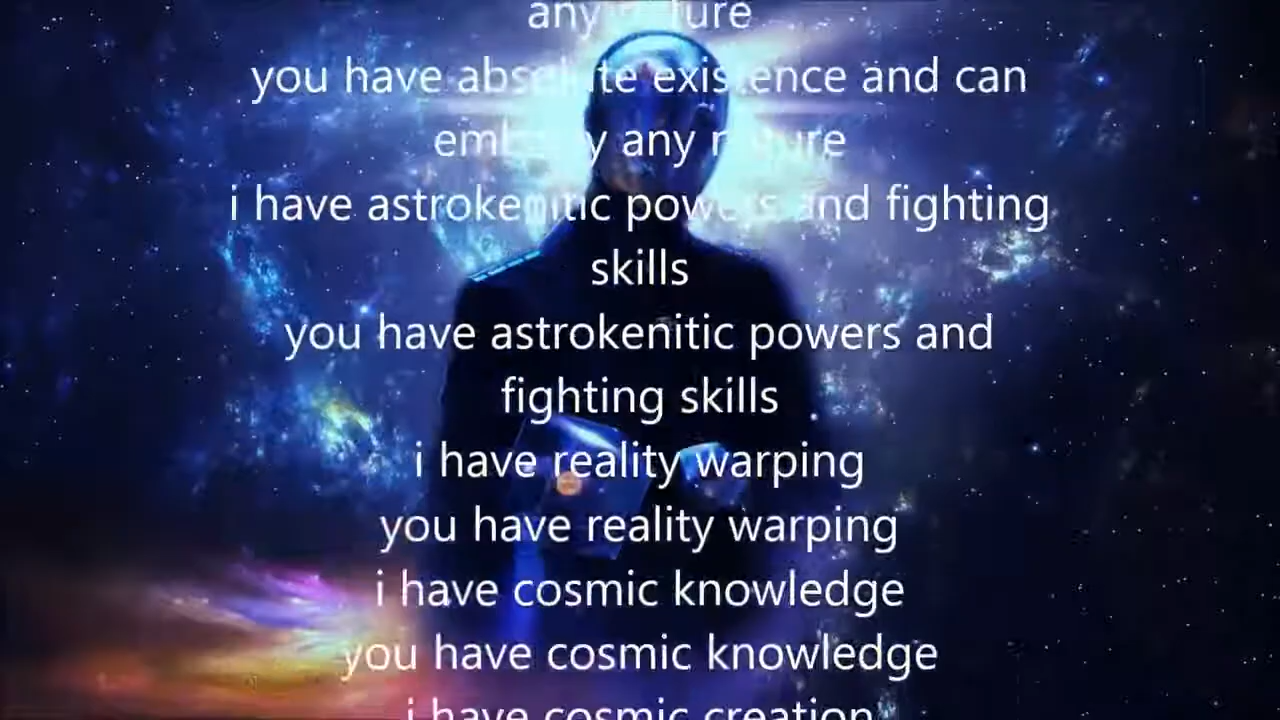 any nature
you have absolute existence and can
embody any nature
i have astrokenitic powers and fighting
skills
you have astrokenitic powers and
fighting skills
i have reality warping
you have reality warping
i have cosmic knowledge
you have cosmic knowledge
i have cosmic creation